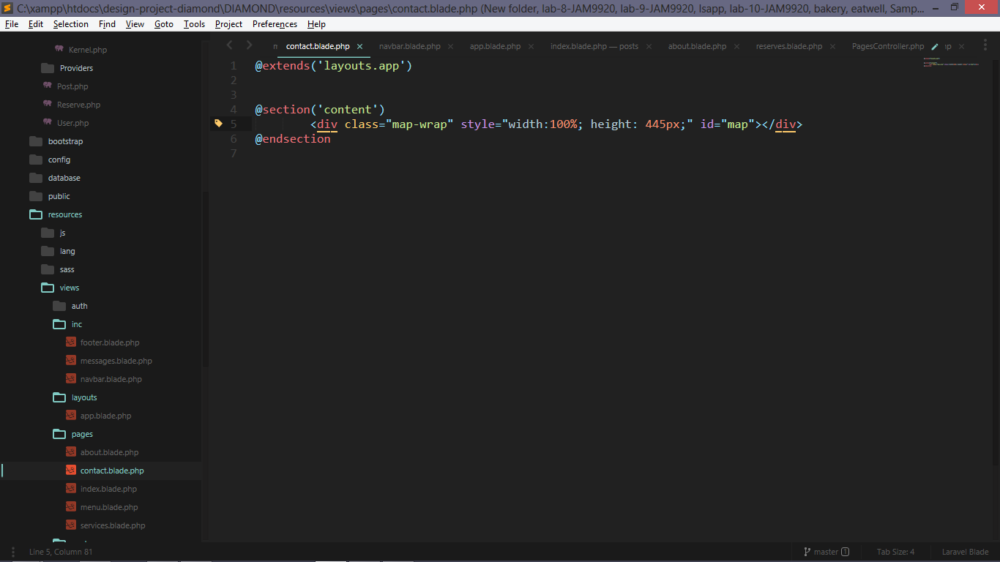 C:\xampp\htdocs\design-project-diamond\DIAMOND\resources\views\pages\contact.blade.php (New folder, lab-8-JAM9920, lab-9-JAM9920, lsapp, lab-10-JAM9920, bakery, eatwell, Samp...
File Edit Selection Find View Goto Tools Project Preferences Help
n contact.blade.php × navbar.blade.php × app.blade.php × index.blade.php — posts × about.blade.php × reserves.blade.php × PagesController.php ıp ×
Kernel.php
Providers
Post.php
Reserve.php
User.php
bootstrap
config
database
public
resources
js
lang
sass
views
auth
inc
footer.blade.php
messages.blade.php
navbar.blade.php
layouts
app.blade.php
pages
about.blade.php
contact.blade.php
index.blade.php
menu.blade.php
services.blade.php
1 @extends('layouts.app')
2
3
4 @section('content')
5 <div class="map-wrap" style="width:100%; height: 445px;" id="map"></div>
6 @endsection
7
Line 5, Column 81 master 1 Tab Size: 4 Laravel Blade